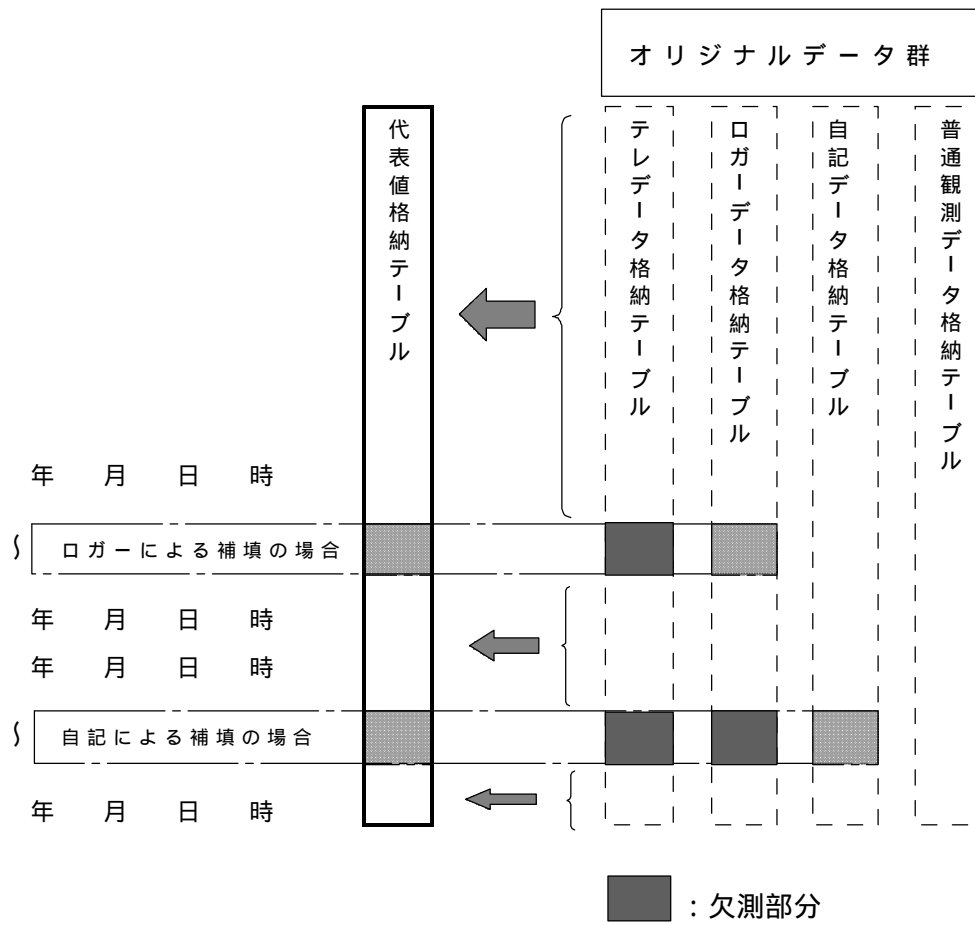 オリジナルデータ群
代表値格納テーブル
テレデータ格納テーブル
ロガーデータ格納テーブル
自記データ格納テーブル
普通観測データ格納テーブル
年 月 日 時
〜 ロガーによる補填の場合
年 月 日 時
年 月 日 時
〜 自記による補填の場合
年 月 日 時
：欠測部分